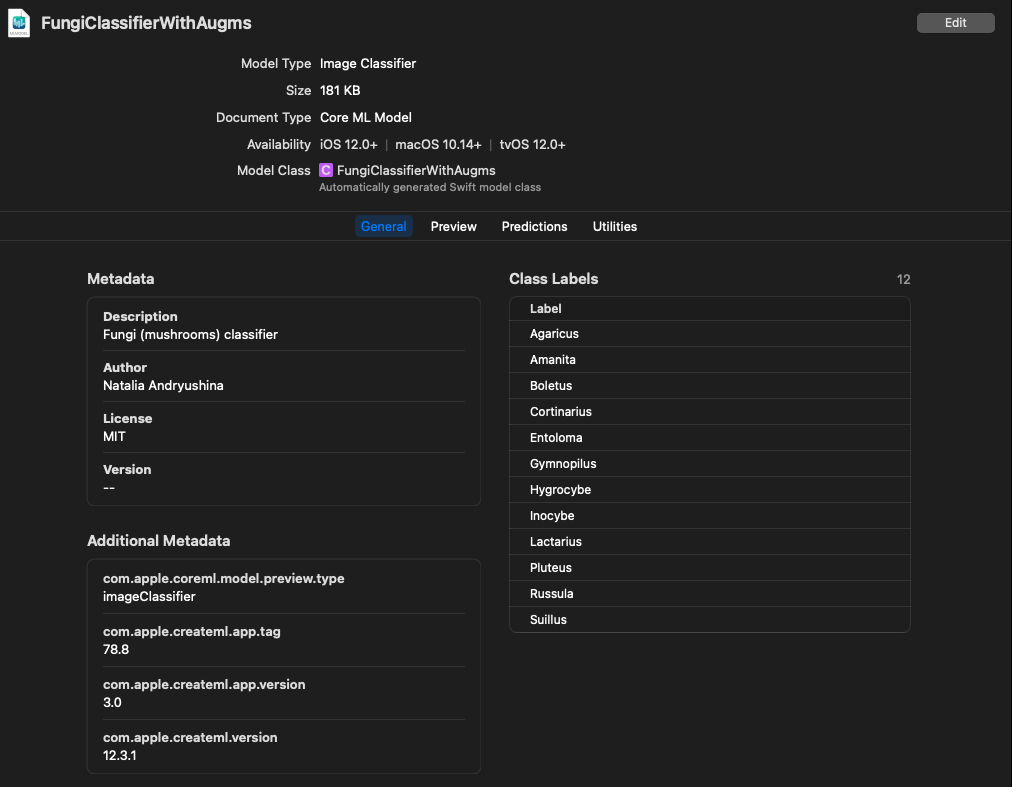 FungiClassifierWithAugms
Edit
Model Type Image Classifier
Size 181 KB
Document Type Core ML Model
Availability iOS 12.0+ | macOS 10.14+ | tvOS 12.0+
Model Class C FungiClassifierWithAugms
Automatically generated Swift model class
General Preview Predictions Utilities
Metadata
Description
Fungi (mushrooms) classifier
Author
Natalia Andryushina
License
MIT
Version
--
Additional Metadata
com.apple.coreml.model.preview.type
imageClassifier
com.apple.createml.app.tag
78.8
com.apple.createml.app.version
3.0
com.apple.createml.version
12.3.1
Class Labels 12
Label
Agaricus
Amanita
Boletus
Cortinarius
Entoloma
Gymnopilus
Hygrocybe
Inocybe
Lactarius
Pluteus
Russula
Suillus